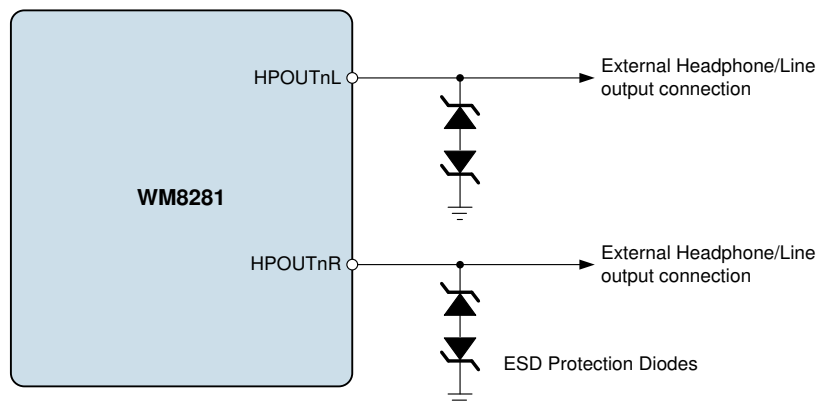 HPOUTnL
External Headphone/Line
output connection
WM8281
HPOUTnR
External Headphone/Line
output connection
ESD Protection Diodes